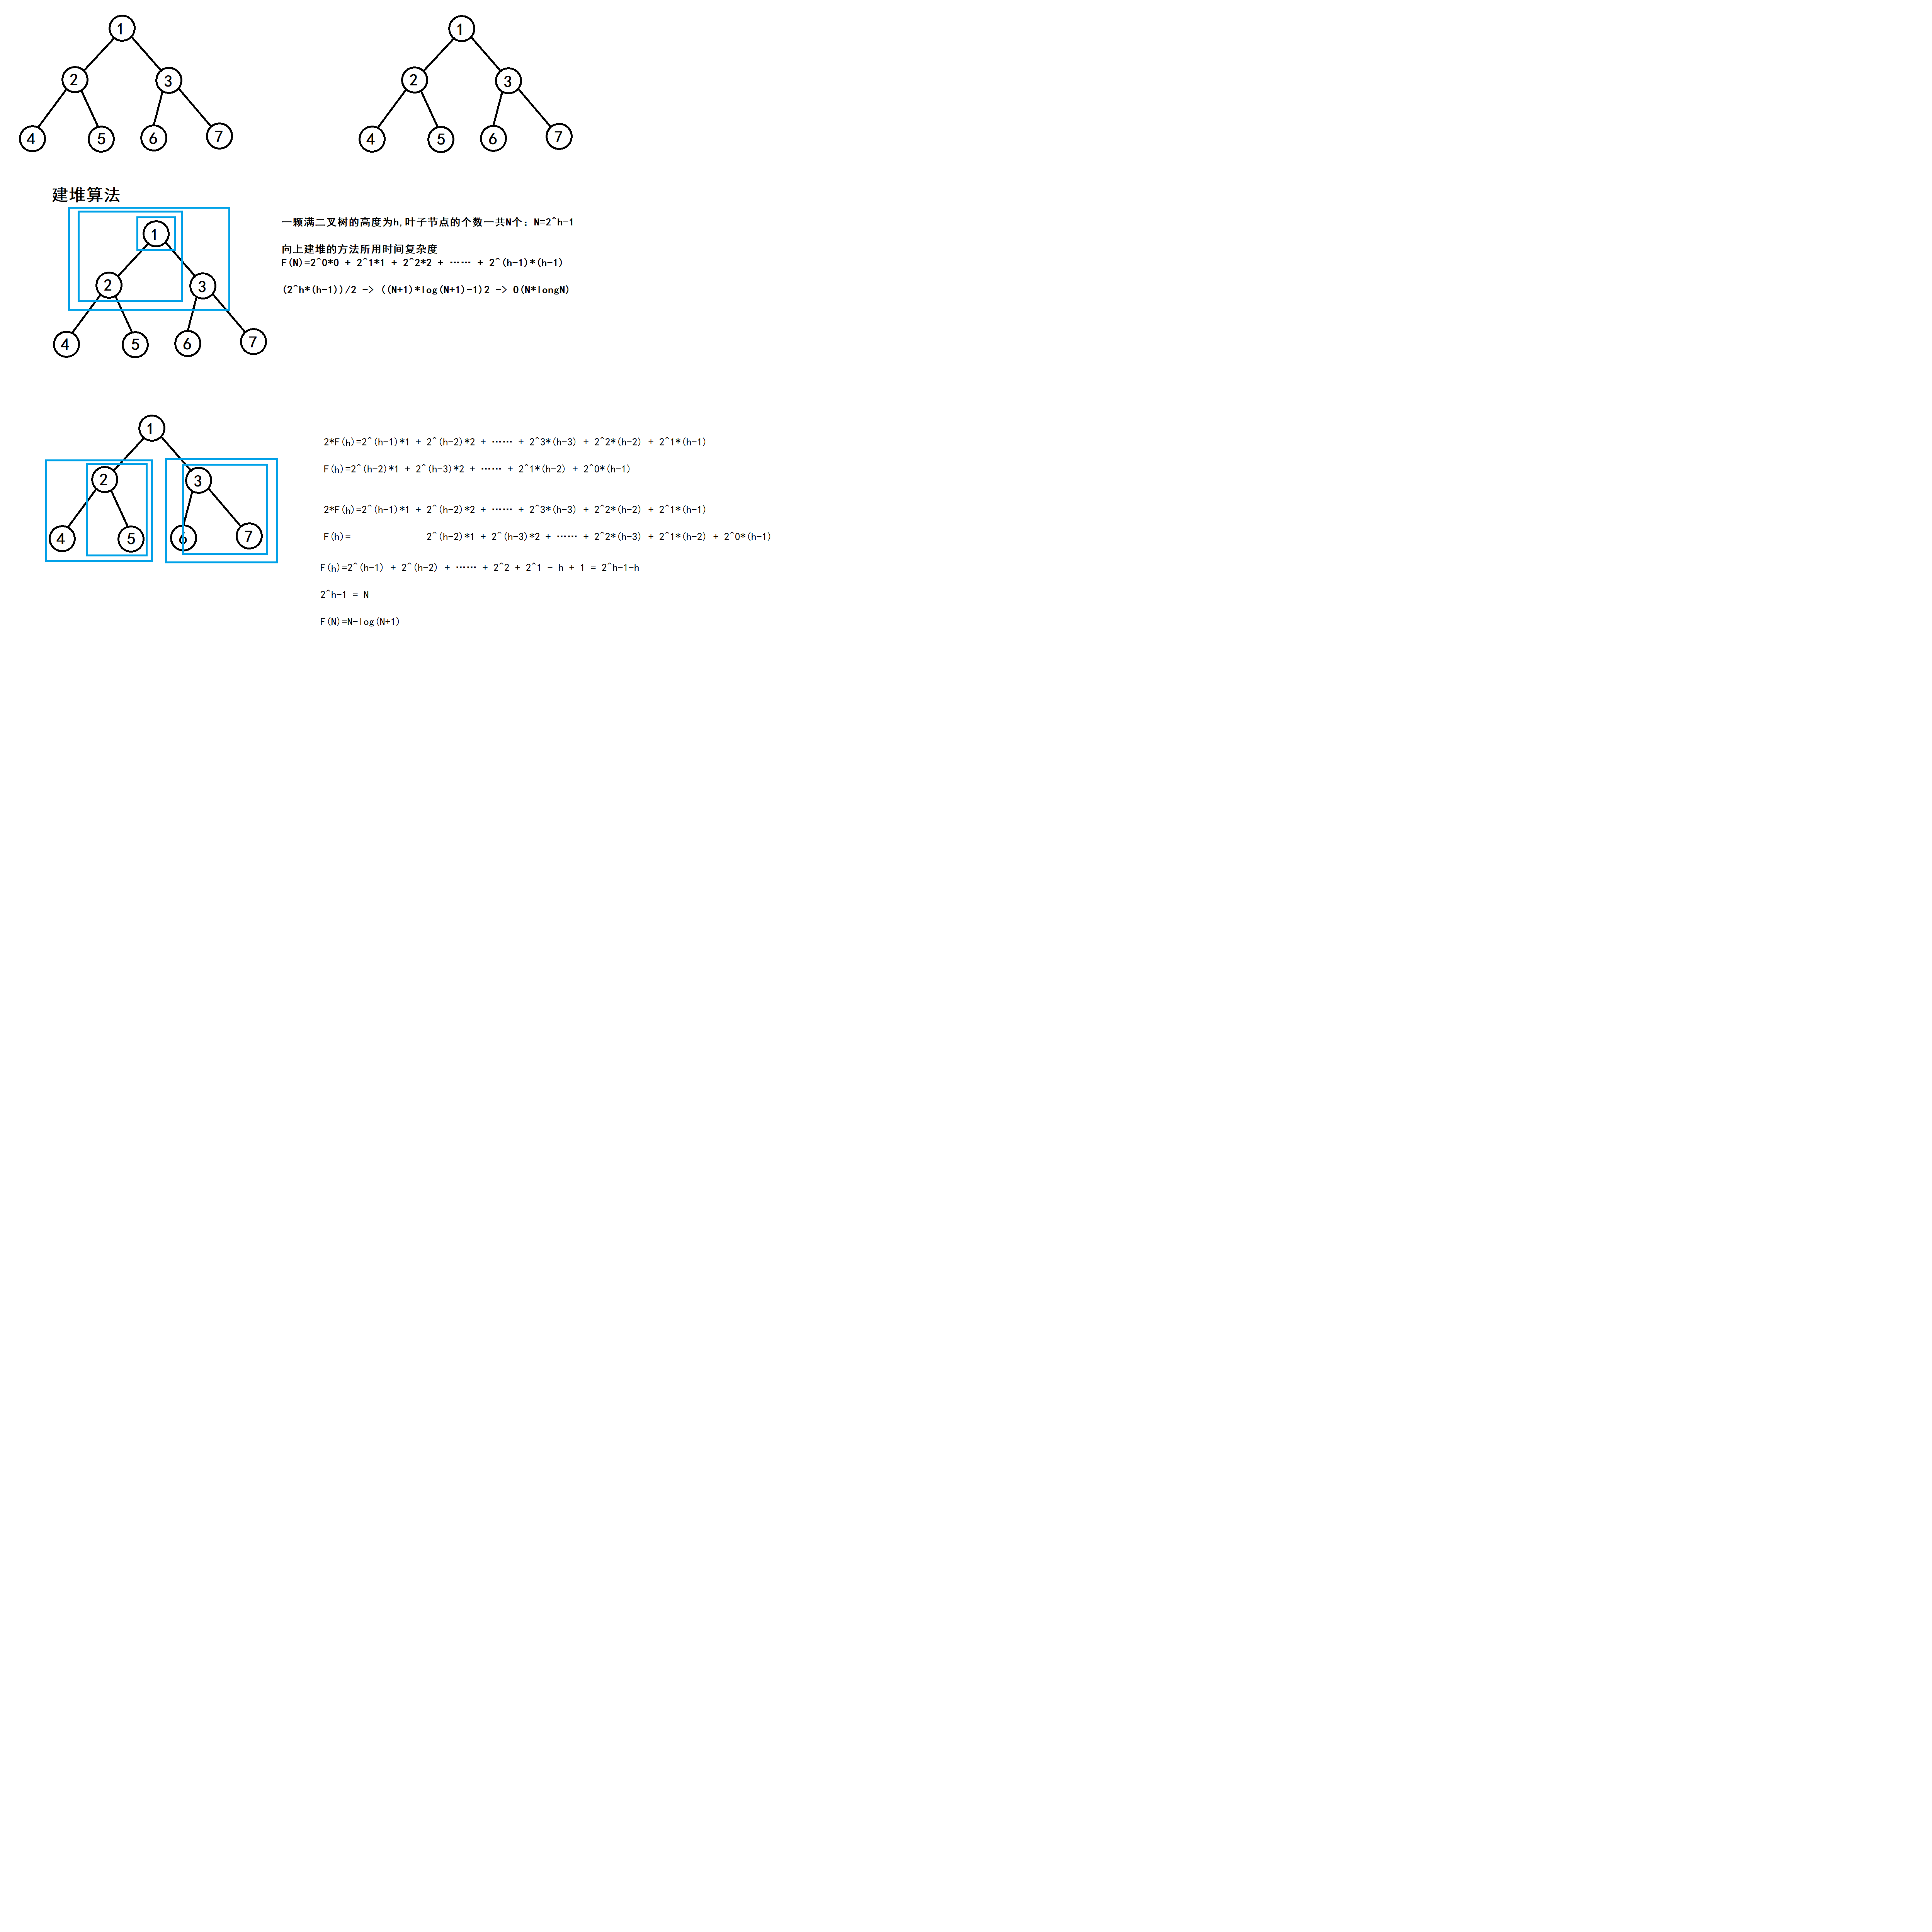 1
1
2
3
2
3
4
5
6
7
4
5
6
7
建堆算法
1
2
3
4
5
6
7
一颗满二叉树的高度为h,叶子节点的个数一共N个: N=2^h-1
向上建堆的方法所用时间复杂度
F(N)=2^0*0 + 2^1*1 + 2^2*2 + …… + 2^(h-1)*(h-1)
(2^h*(h-1))/2 -> ((N+1)*log(N+1)-1)2 -> O(N*longN)
1
2
3
4
5
6
7
2*F(h)=2^(h-1)*1 + 2^(h-2)*2 + …… + 2^3*(h-3) + 2^2*(h-2) + 2^1*(h-1)
F(h)=2^(h-2)*1 + 2^(h-3)*2 + …… + 2^1*(h-2) + 2^0*(h-1)
2*F(h)=2^(h-1)*1 + 2^(h-2)*2 + …… + 2^3*(h-3) + 2^2*(h-2) + 2^1*(h-1)
F(h)= 2^(h-2)*1 + 2^(h-3)*2 + …… + 2^2*(h-3) + 2^1*(h-2) + 2^0*(h-1)
F(h)=2^(h-1) + 2^(h-2) + …… + 2^2 + 2^1 - h + 1 = 2^h-1-h
2^h-1 = N
F(N)=N-log(N+1)